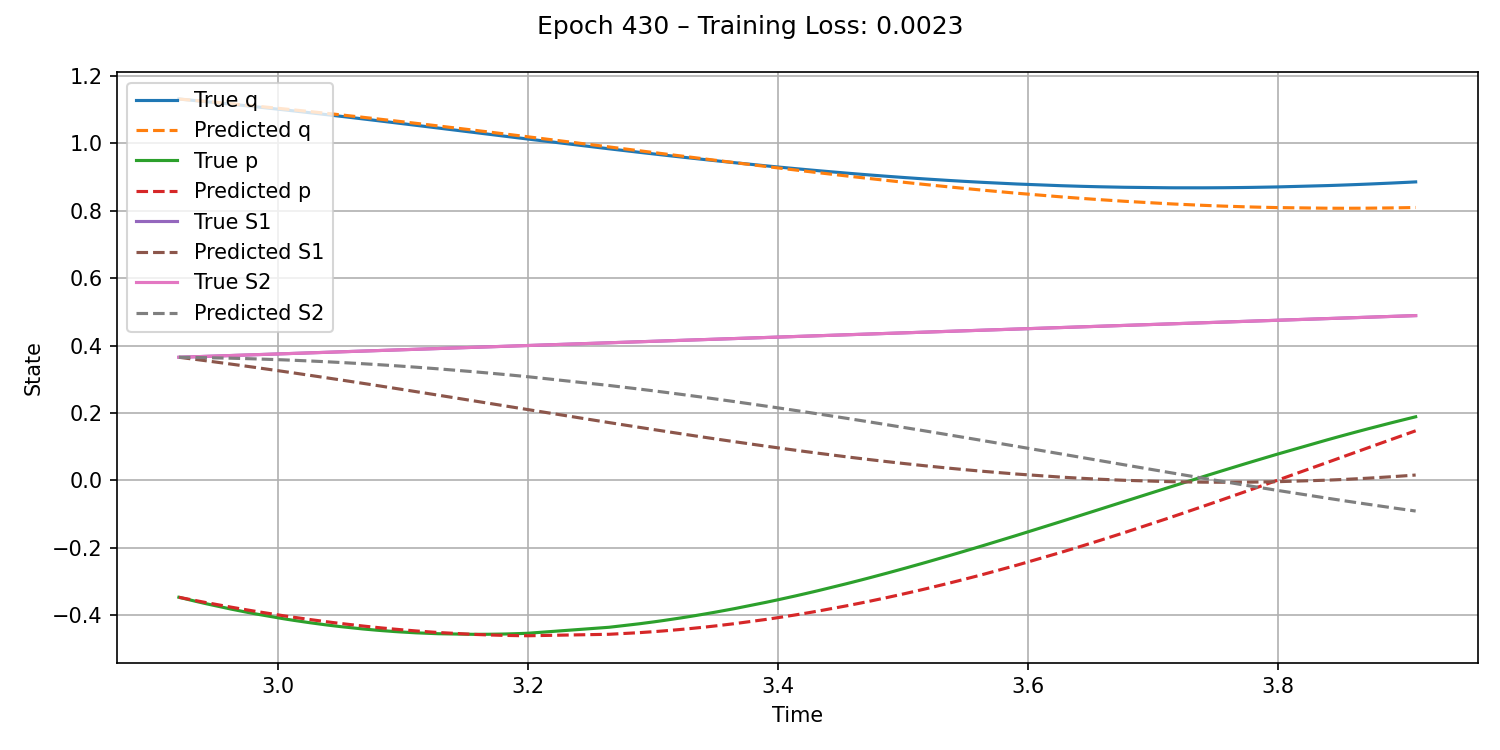 Epoch 430 – Training Loss: 0.0023
1.2
1.0
0.8
0.6
0.4
0.2
0.0
−0.2
−0.4
State
True q
Predicted q
True p
Predicted p
True S1
Predicted S1
True S2
Predicted S2
3.0 3.2 3.4 3.6 3.8
Time